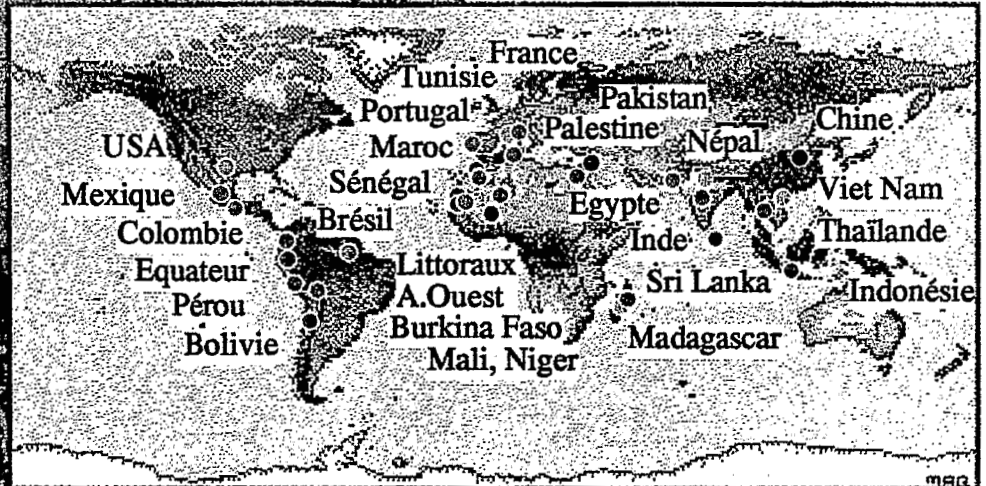 France
Tunisie
Portugal
Pakistan
Chine
USA
Maroc
Palestine
Népal
Mexique
Sénégal
Egypte
Viet Nam
Colombie
Brésil
Inde
Thaïlande
Equateur
Littoraux
A.Ouest
Sri Lanka
Indonésie
Pérou
Burkina Faso
Madagascar
Bolivie
Mali, Niger
MAB